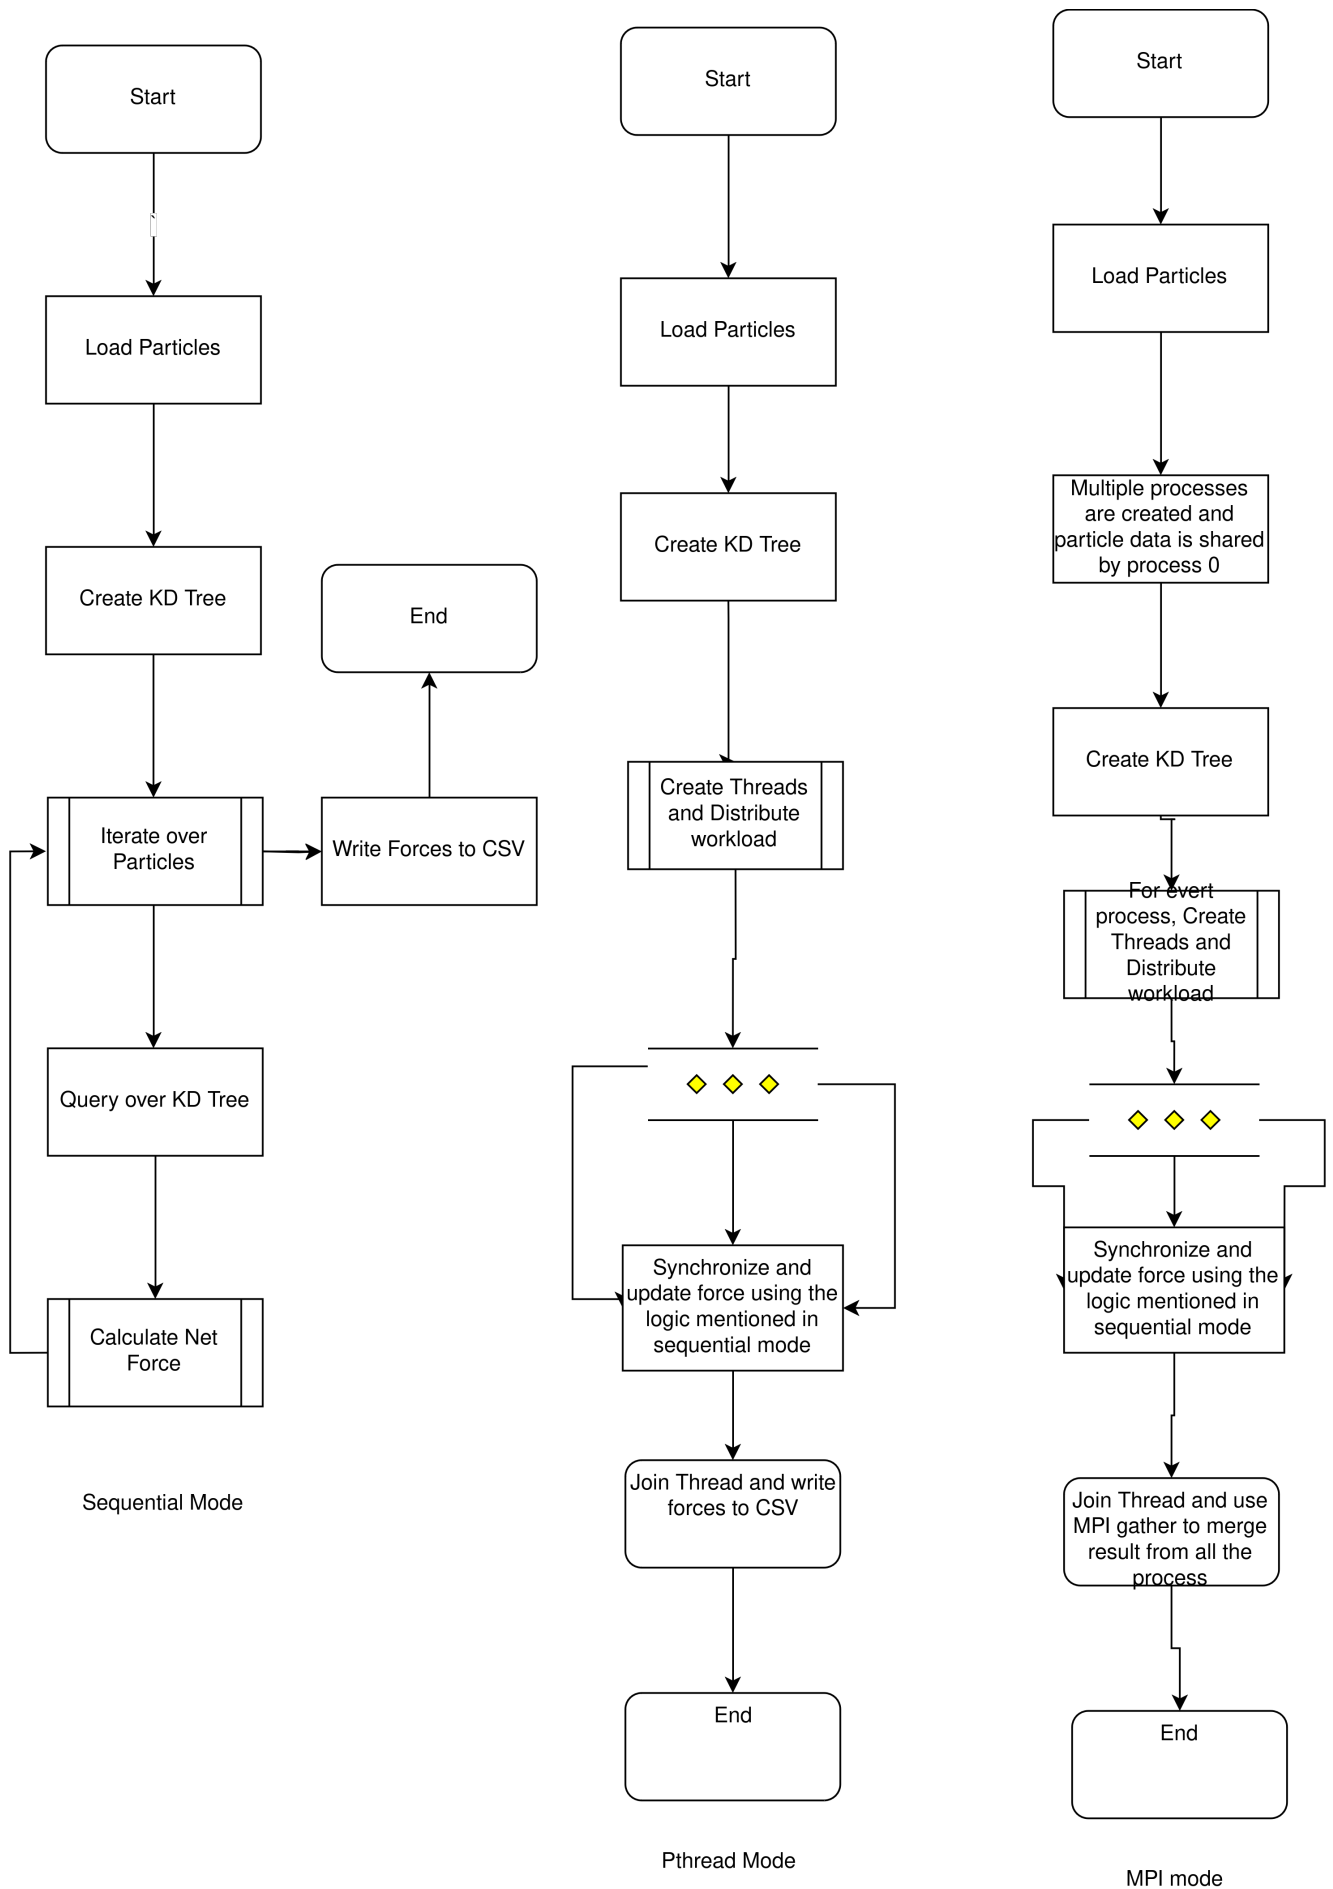 Start
Load Particles
Create KD Tree
Iterate over
Particles
Query over KD Tree
Calculate Net
Force
Write Forces to CSV
End
Sequential Mode
Start
Load Particles
Create KD Tree
Create Threads
and Distribute
workload
Synchronize and
update force using the
logic mentioned in
sequential mode
Join Thread and write
forces to CSV
End
Pthread Mode
Start
Load Particles
Multiple processes
are created and
particle data is shared
by process 0
Create KD Tree
For evert
process, Create
Threads and
Distribute
workload
Synchronize and
update force using the
logic mentioned in
sequential mode
Join Thread and use
MPI gather to merge
result from all the
process
End
MPI mode